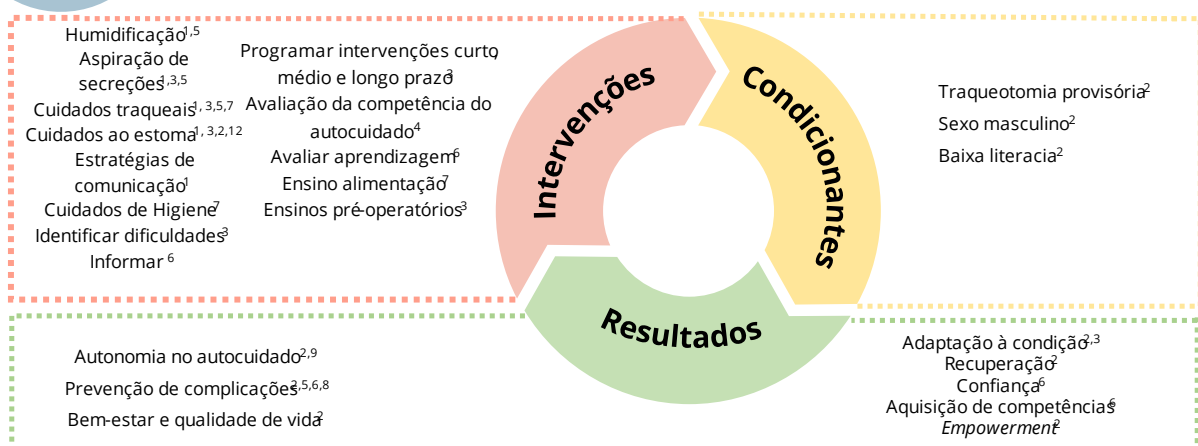 Humidificação1,5
Aspiração de
secreções1,3,5
Cuidados traqueais1, 3,5,7
Cuidados ao estoma1, 3,2,12
Estratégias de
comunicação1
Cuidados de Higiene7
Identificar dificuldades3
Informar 6
Programar intervenções curto,
médio e longo prazo3
Avaliação da competência do
autocuidado4
Avaliar aprendizagem6
Ensino alimentação7
Ensinos pré-operatórios3
Intervenções
Condicionantes
Resultados
Traqueotomia provisória2
Sexo masculino2
Baixa literacia2
Autonomia no autocuidado2,9
Prevenção de complicações2,5,6,8
Bem-estar e qualidade de vida2
Adaptação à condição2,3
Recuperação2
Confiança6
Aquisição de competências6
Empowerment2